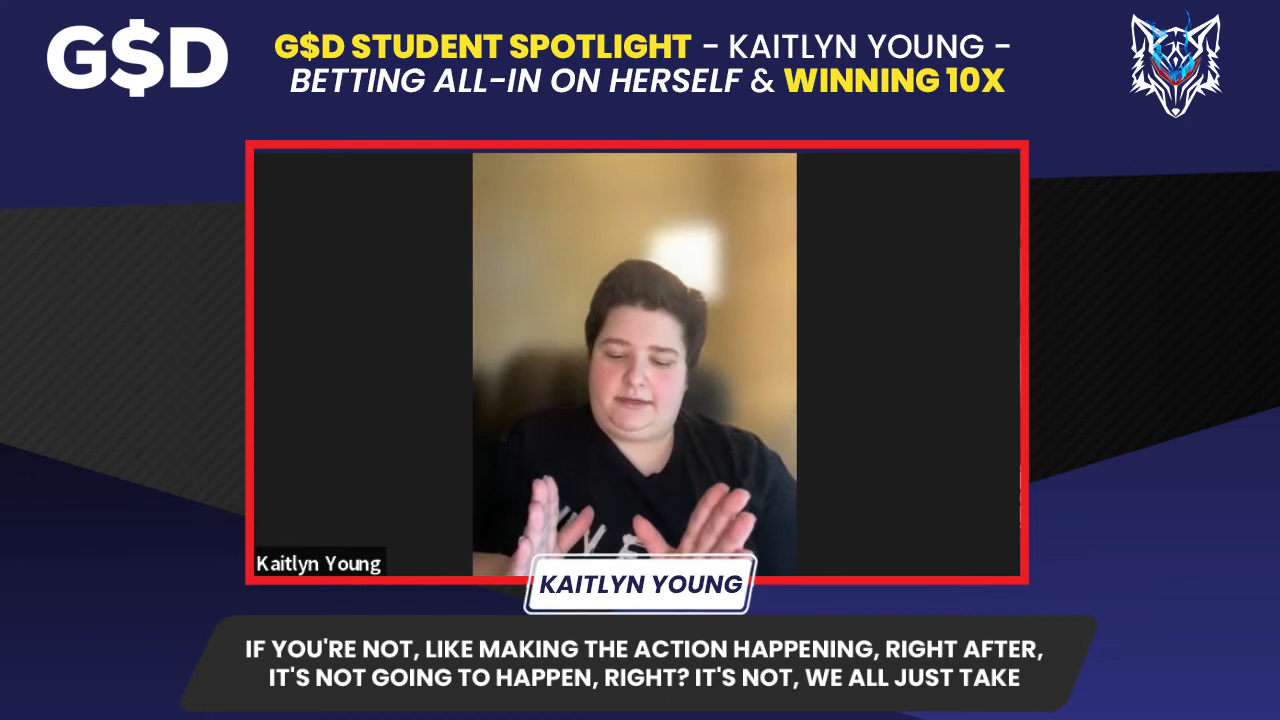 G$D
G$D STUDENT SPOTLIGHT - KAITLYN YOUNG -
BETTING ALL-IN ON HERSELF & WINNING 10X
Kaitlyn Young
KAITLYN YOUNG
IF YOU'RE NOT, LIKE MAKING THE ACTION HAPPENING, RIGHT AFTER,
IT'S NOT GOING TO HAPPEN, RIGHT? IT'S NOT, WE ALL JUST TAKE